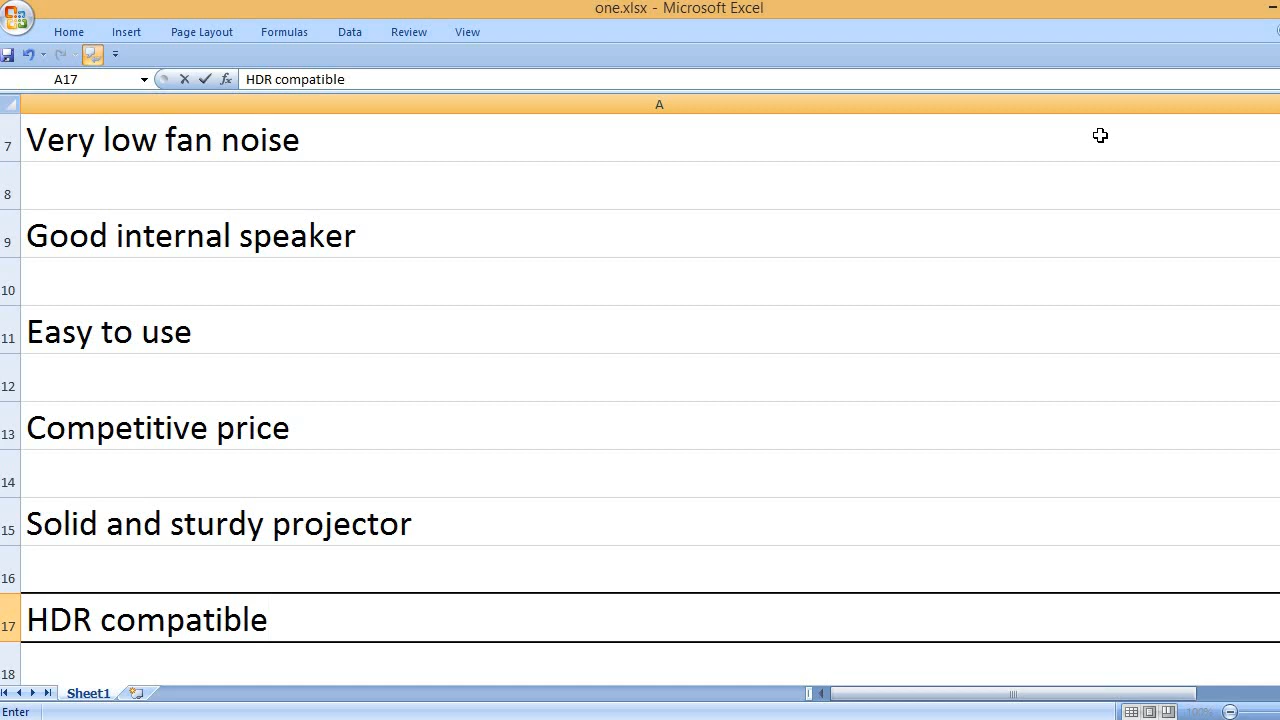 one.xlsx - Microsoft Excel
Home Insert Page Layout Formulas Data Review View
A17 fx HDR compatible
A
7 Very low fan noise
8
9 Good internal speaker
10
11 Easy to use
12
13 Competitive price
14
15 Solid and sturdy projector
16
17 HDR compatible
18
Sheet1
Enter 100%